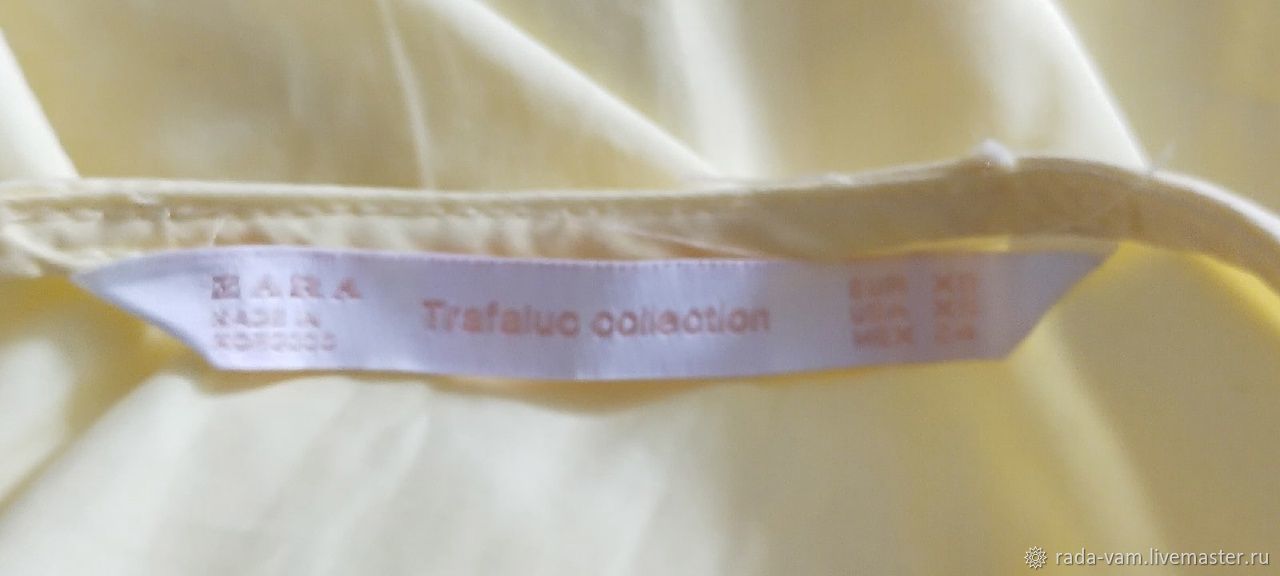 ZARA
MADE IN
MOROCCO
Trafaluc collection
EUR XS
USA XS
MEX 24
rada-vam.livemaster.ru